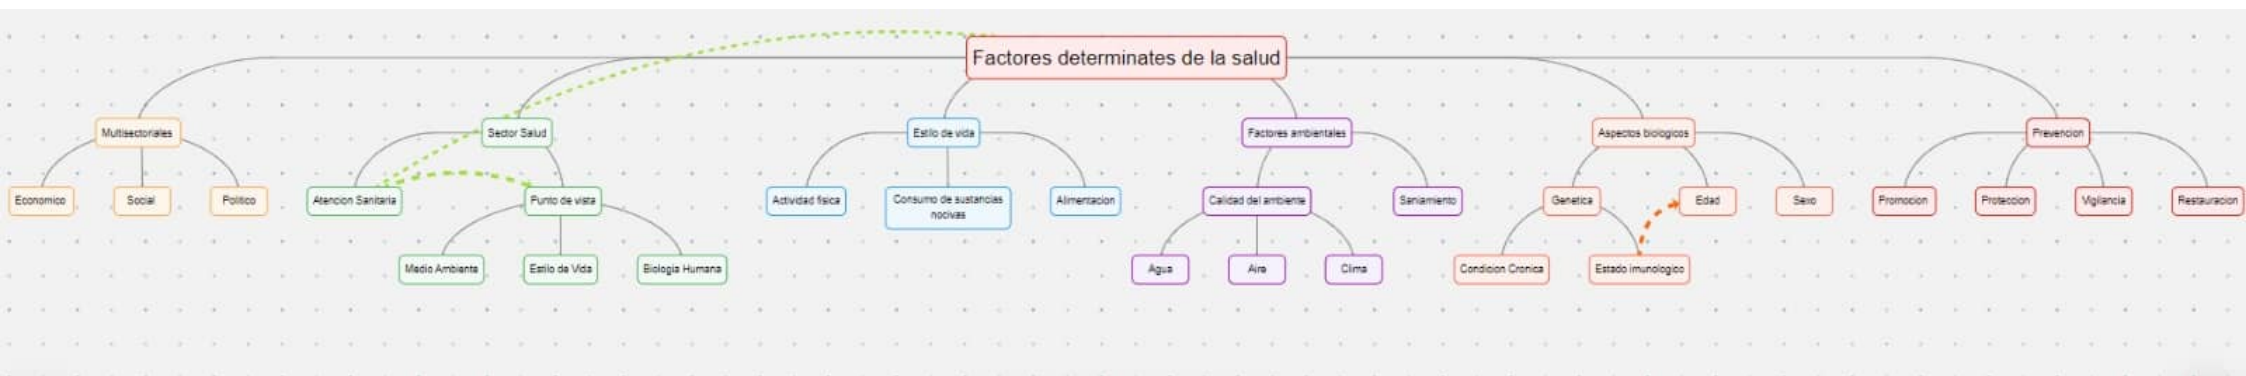 Factores determinates de la salud
Multisectoriales
Sector Salud
Estilo de vida
Factores ambientales
Aspectos biologicos
Prevencion
Economico
Social
Politico
Atencion Sanitaria
Punto de vista
Actividad fisica
Consumo de sustancias
nocivas
Alimentacion
Calidad del ambiente
Saniamiento
Genetica
Edad
Sexo
Promocion
Proteccion
Vigilancia
Restauracion
Medio Ambiente
Estilo de Vida
Biologia Humana
Agua
Aire
Clima
Condicion Cronica
Estado imunologico